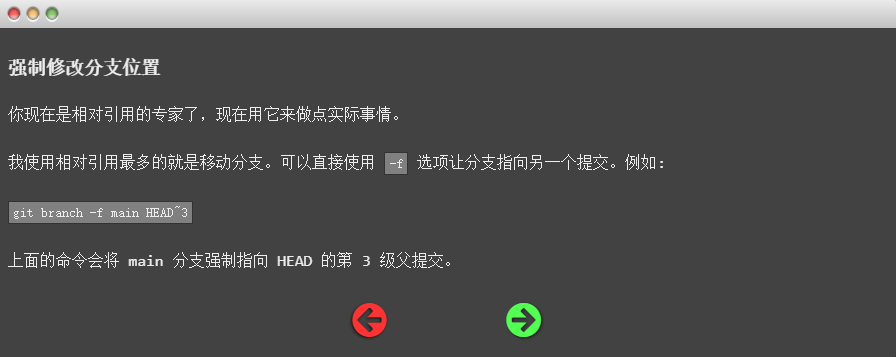 强制修改分支位置
你现在是相对引用的专家了，现在用它来做点实际事情。
我使用相对引用最多的就是移动分支。可以直接使用 -f 选项让分支指向另一个提交。例如:
git branch -f main HEAD~3
上面的命令会将 main 分支强制指向 HEAD 的第 3 级父提交。